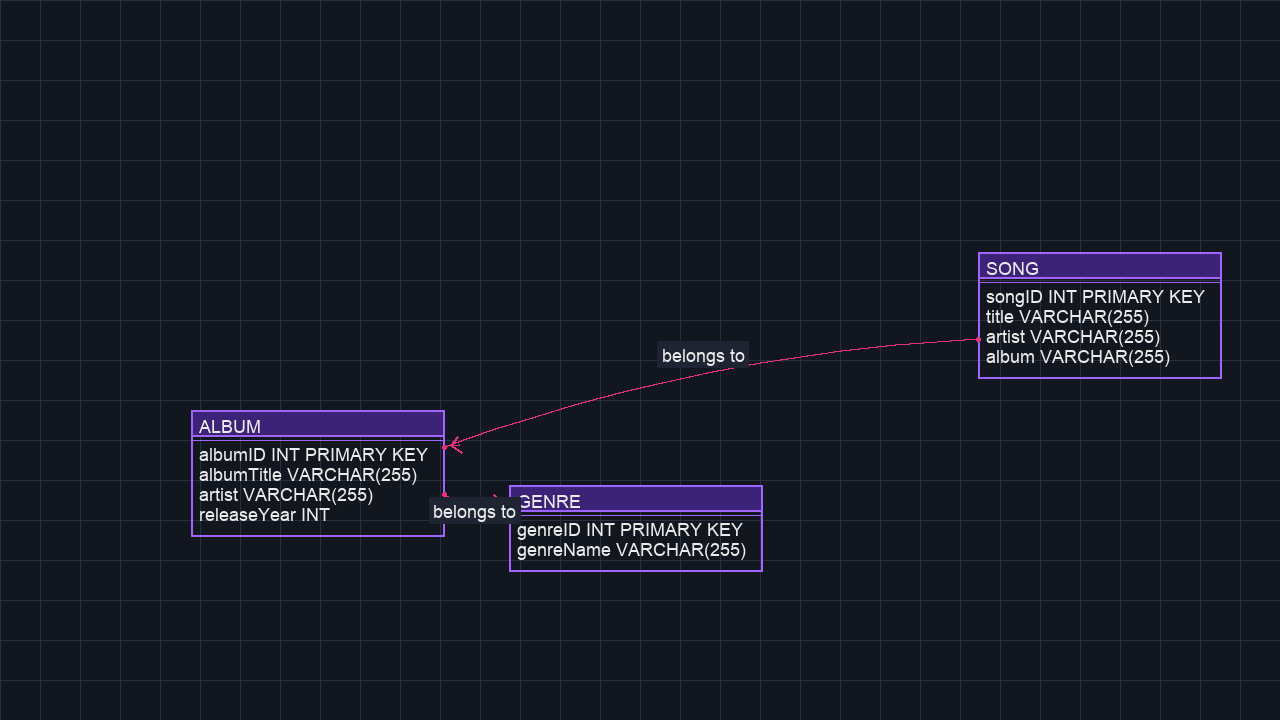 SONG
songID INT PRIMARY KEY
title VARCHAR(255)
artist VARCHAR(255)
album VARCHAR(255)
belongs to
ALBUM
albumID INT PRIMARY KEY
albumTitle VARCHAR(255)
artist VARCHAR(255)
releaseYear INT
belongs to
GENRE
genreID INT PRIMARY KEY
genreName VARCHAR(255)